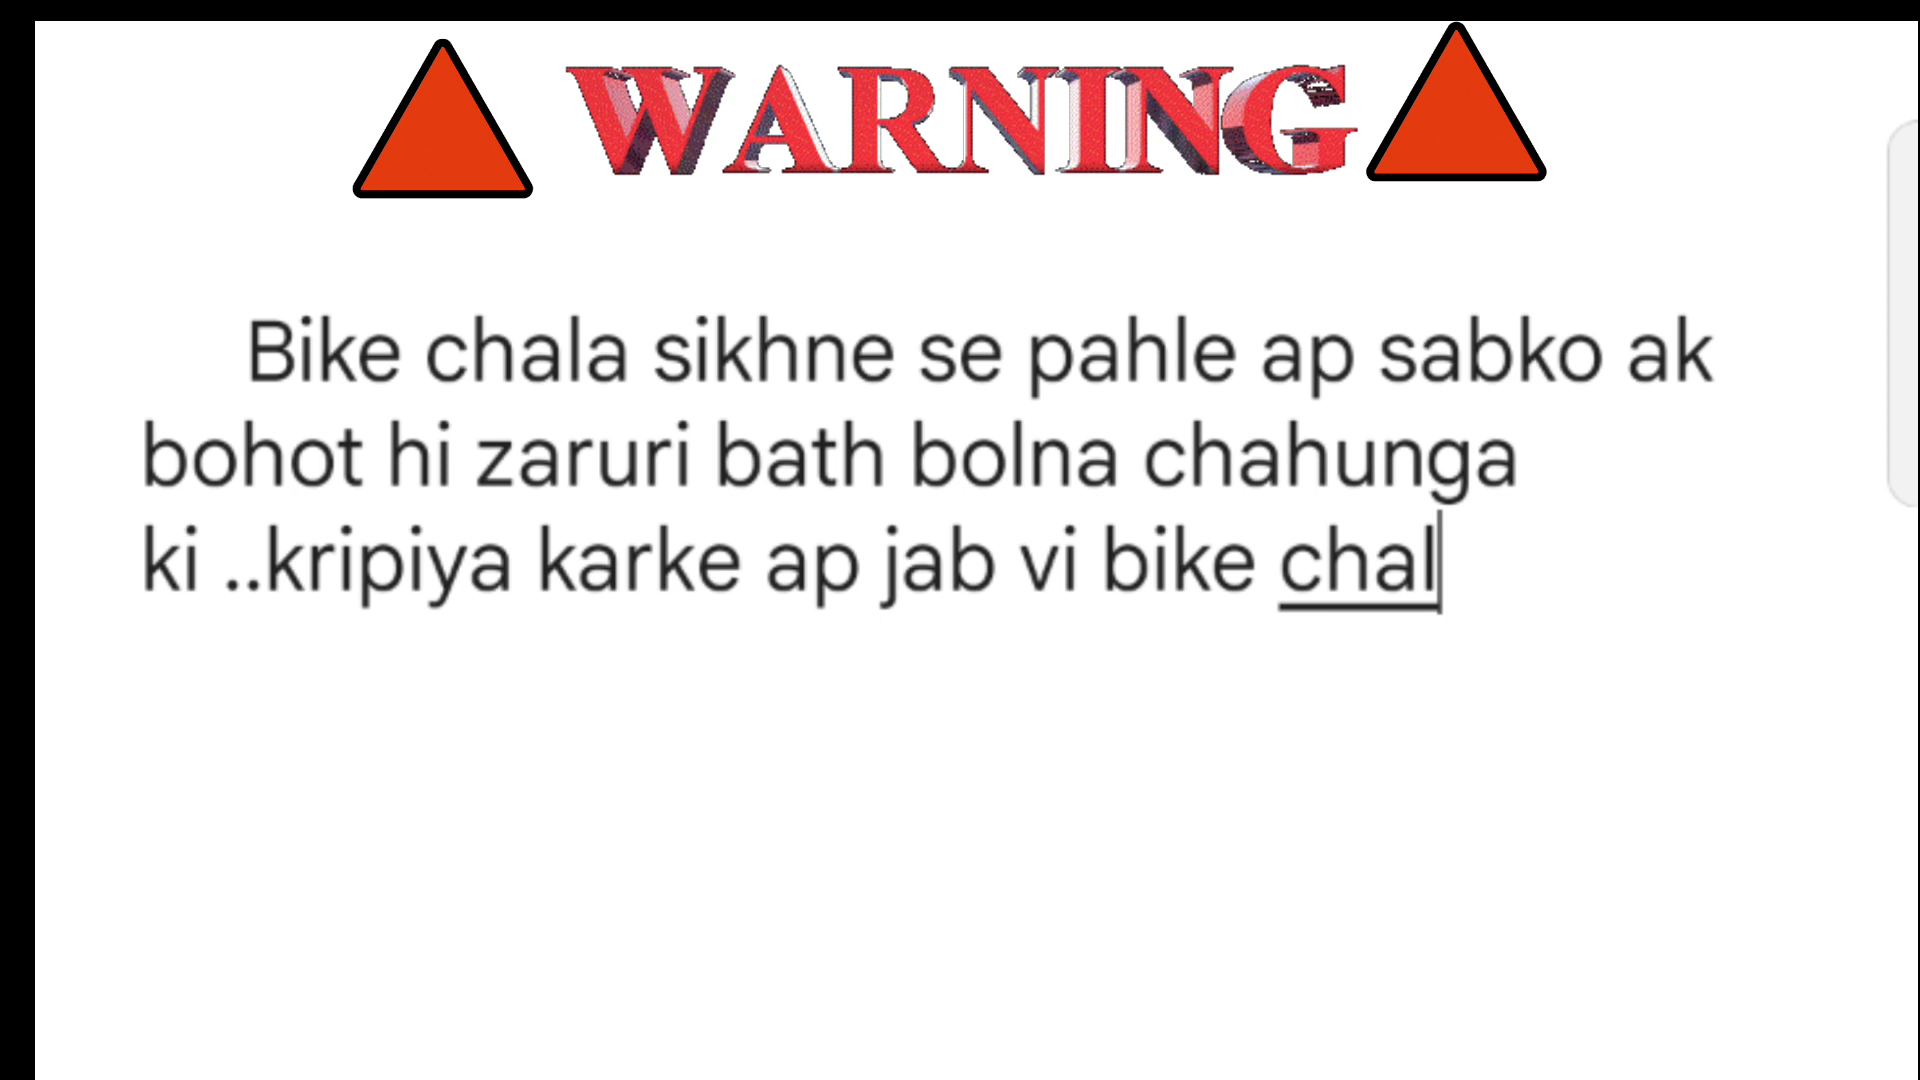 WARNING
Bike chala sikhne se pahle ap sabko ak
bohot hi zaruri bath bolna chahunga
ki ..kripiya karke ap jab vi bike chal